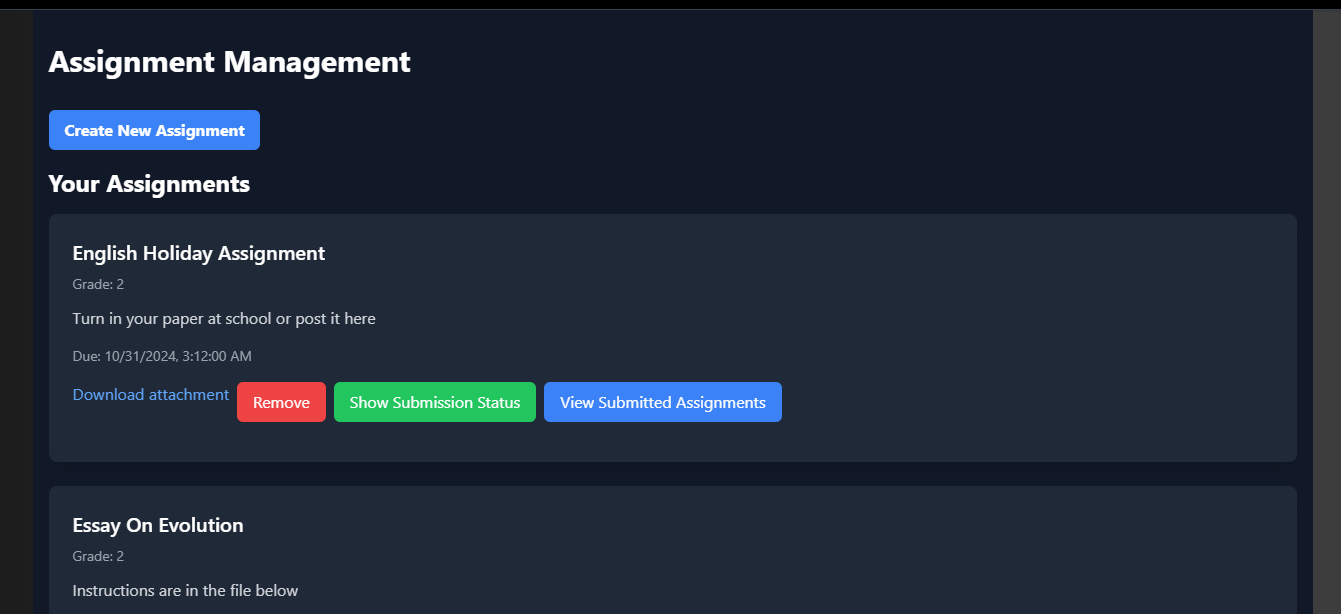 Assignment Management
Create New Assignment
Your Assignments
English Holiday Assignment
Grade: 2
Turn in your paper at school or post it here
Due: 10/31/2024, 3:12:00 AM
Download attachment Remove Show Submission Status View Submitted Assignments
Essay On Evolution
Grade: 2
Instructions are in the file below